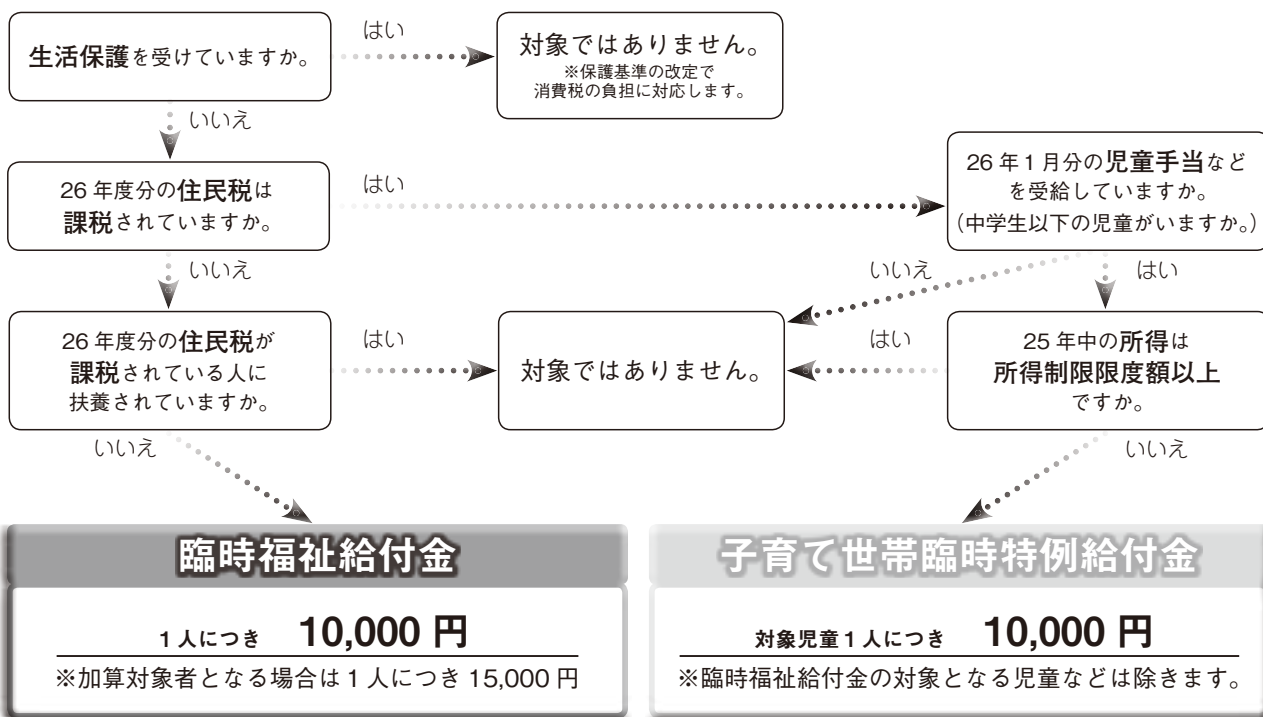 生活保護を受けていますか。
はい
対象ではありません。
※保護基準の改定で
消費税の負担に対応します。
いいえ
26年度分の住民税は
課税されていますか。
はい
26年1月分の児童手当など
を受給していますか。
（中学生以下の児童がいますか。）
いいえ
いいえ
はい
26年度分の住民税が
課税されている人に
扶養されていますか。
はい
対象ではありません。
はい
25年中の所得は
所得制限限度額以上
ですか。
いいえ
いいえ
臨時福祉給付金
1人につき 10,000円
※加算対象者となる場合は1人につき15,000円
子育て世帯臨時特例給付金
対象児童1人につき 10,000円
※臨時福祉給付金の対象となる児童などは除きます。